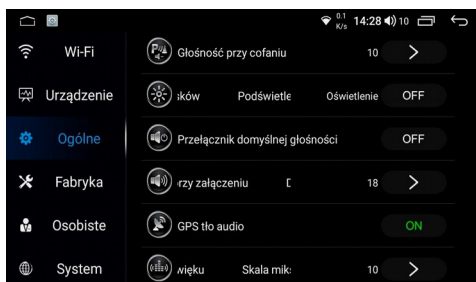 0.1
K/s
14:28
10
Wi-Fi
Głośność przy cofaniu
10
Urządzenie
sków Podświetle Oświetlenie
OFF
Ogólne
Przełącznik domyślnej głośności
OFF
Fabryka
rzy załączeniu
18
Osobiste
GPS tło audio
ON
System
więku Skala mik
10